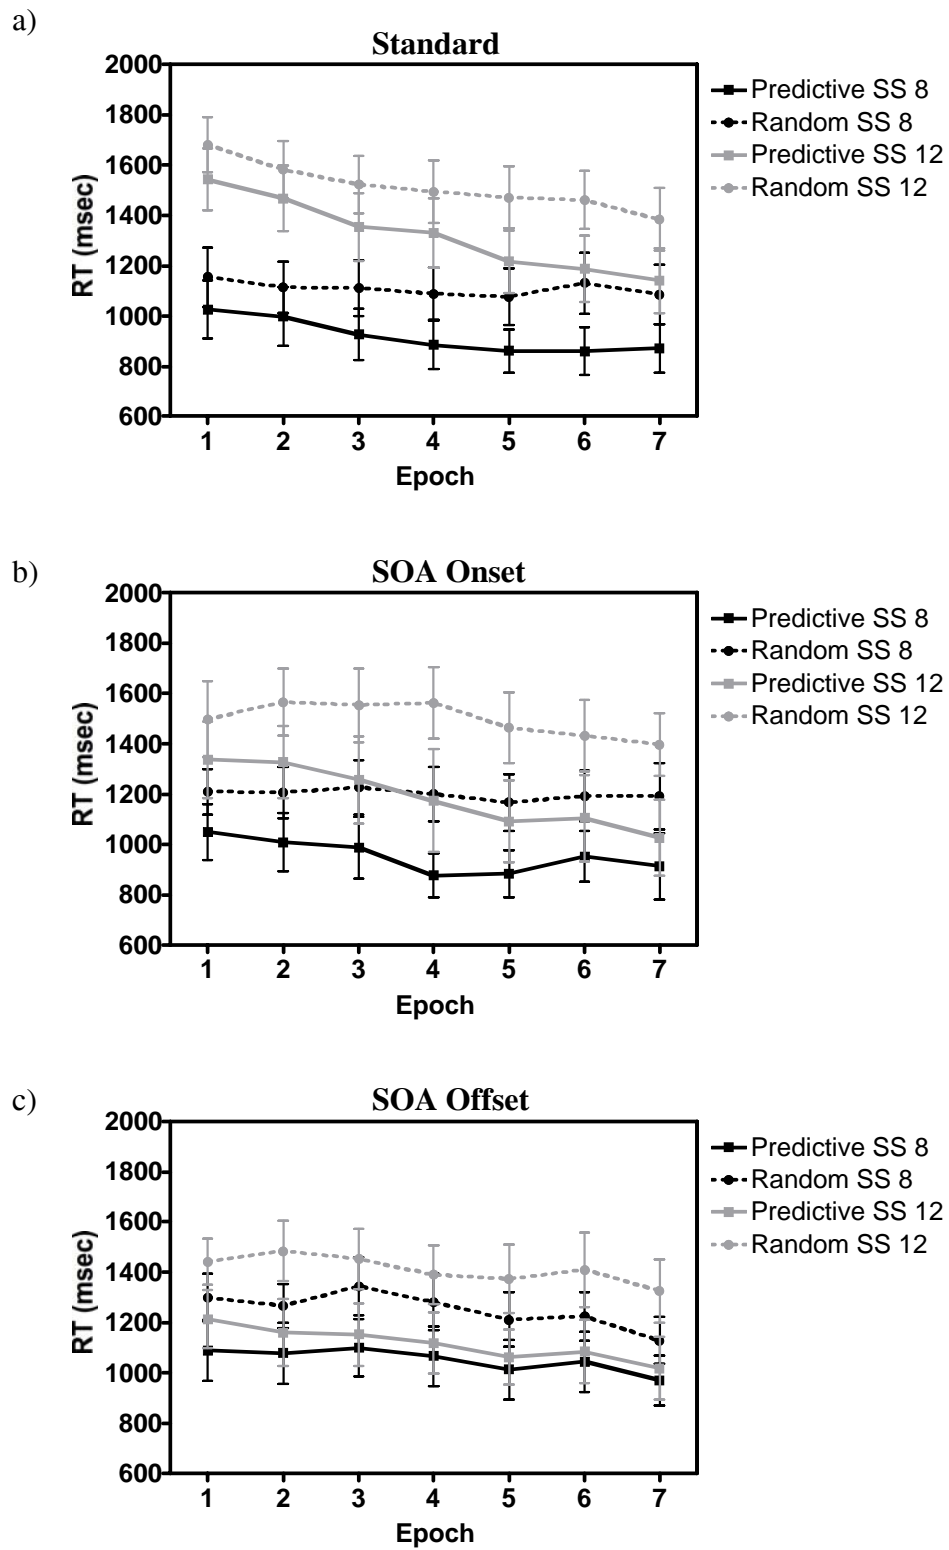 a)
Standard
2000
1800
1600
1400
1200
1000
800
600
RT (msec)
1 2 3 4 5 6 7
Epoch
Predictive SS 8
Random SS 8
Predictive SS 12
Random SS 12
b)
SOA Onset
2000
1800
1600
1400
1200
1000
800
600
RT (msec)
1 2 3 4 5 6 7
Epoch
Predictive SS 8
Random SS 8
Predictive SS 12
Random SS 12
c)
SOA Offset
2000
1800
1600
1400
1200
1000
800
600
RT (msec)
1 2 3 4 5 6 7
Epoch
Predictive SS 8
Random SS 8
Predictive SS 12
Random SS 12